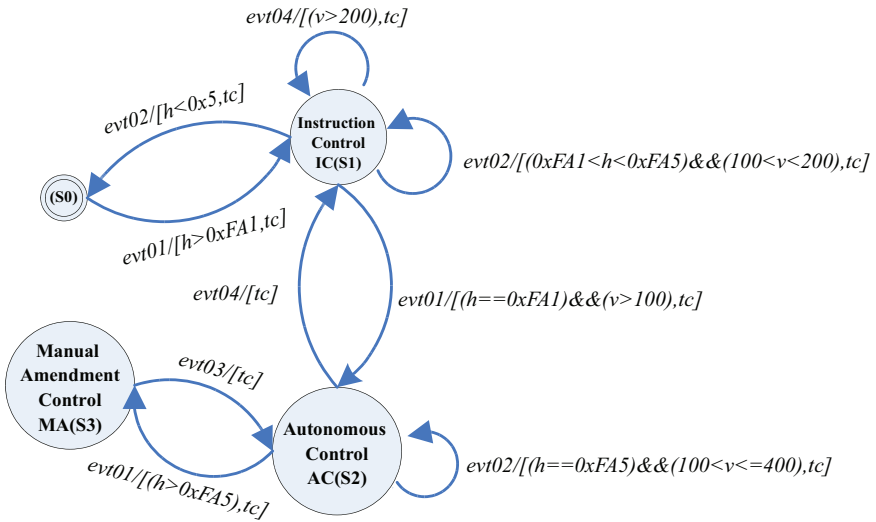 evt04/[(v>200),tc]
evt02/[h<0x5,tc]
Instruction
Control
IC(S1)
evt02/[(0xFA1<h<0xFA5)&&(100<v<200),tc]
(S0)
evt01/[h>0xFA1,tc]
evt04/[tc]
evt01/[(h==0xFA1)&&(v>100),tc]
Manual
Amendment
Control
MA(S3)
evt03/[tc]
Autonomous
Control
AC(S2)
evt01/[(h>0xFA5),tc]
evt02/[(h==0xFA5)&&(100<v<=400),tc]